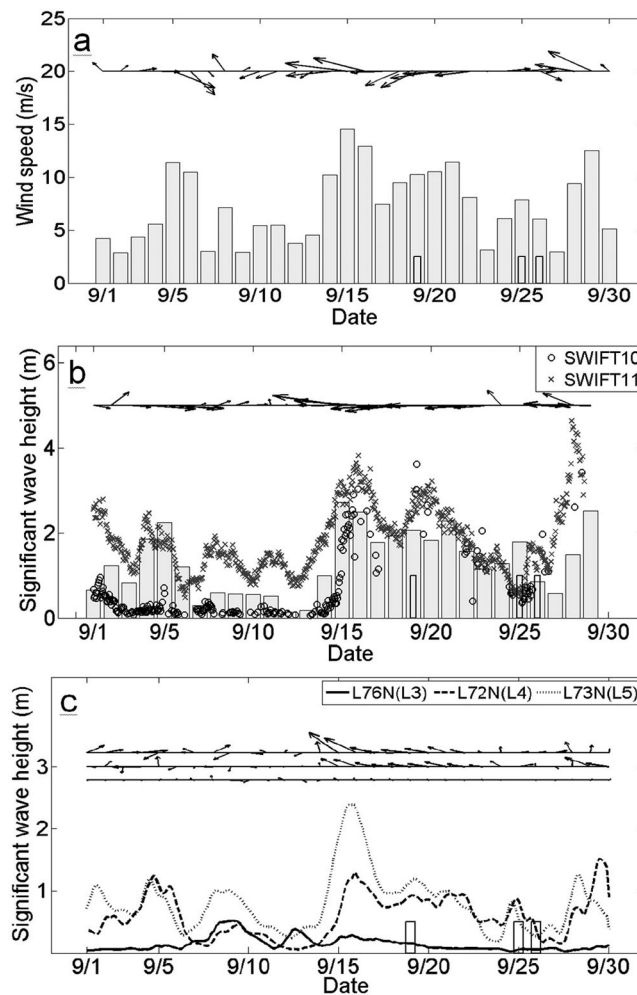 a
25
20
15
10
5
0
Wind speed (m/s)
9/1 9/5 9/10 9/15 9/20 9/25 9/30
Date
b
SWIFT10
SWIFT11
6
4
2
0
Significant wave height (m)
9/1 9/5 9/10 9/15 9/20 9/25 9/30
Date
c
L76N(L3) L72N(L4) L73N(L5)
3
2
1
Significant wave height (m)
9/1 9/5 9/10 9/15 9/20 9/25 9/30
Date